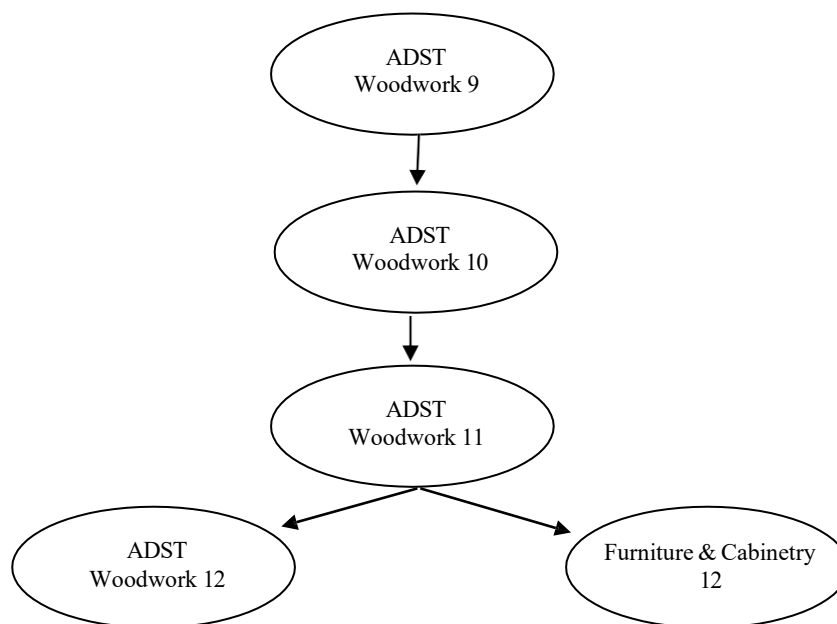 ADST
Woodwork 9
ADST
Woodwork 10
ADST
Woodwork 11
ADST
Woodwork 12
Furniture & Cabinetry
12